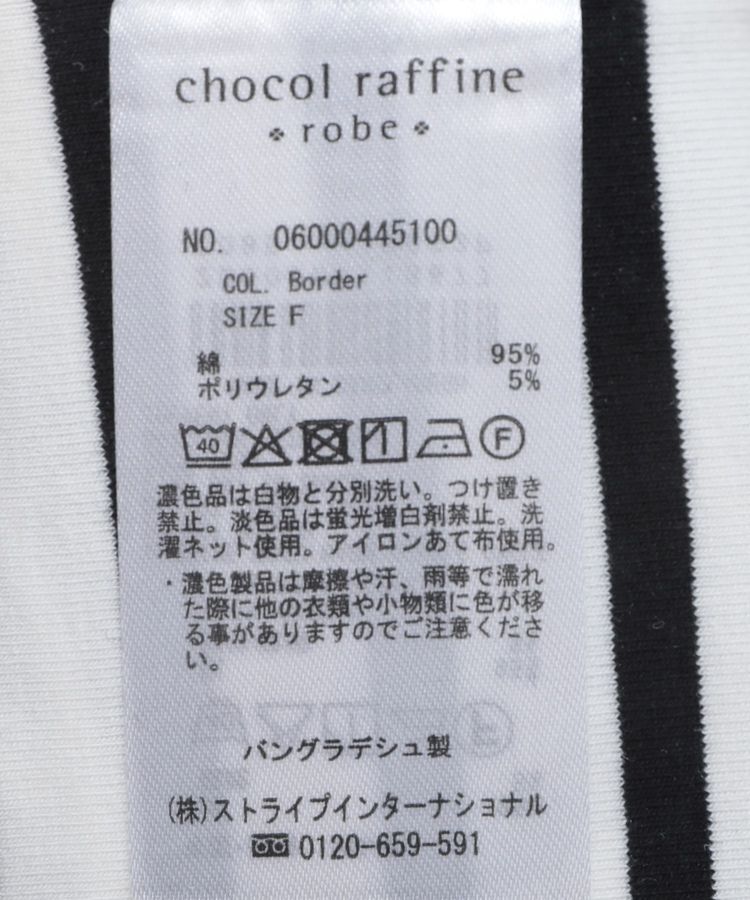 chocol raffine
robe
NO. 06000445100
COL. Border
SIZE F
綿 95%
ポリウレタン 5%
40 F
濃色品は白物と分別洗い。つけ置き
禁止。淡色品は蛍光増白剤禁止。洗
濯ネット使用。アイロンあて布使用。
・濃色製品は摩擦や汗、雨等で濡れ
た際に他の衣類や小物類に色が移
る事がありますのでご注意くださ
い。
バングラデシュ製
(株)ストライプインターナショナル
0120-659-591